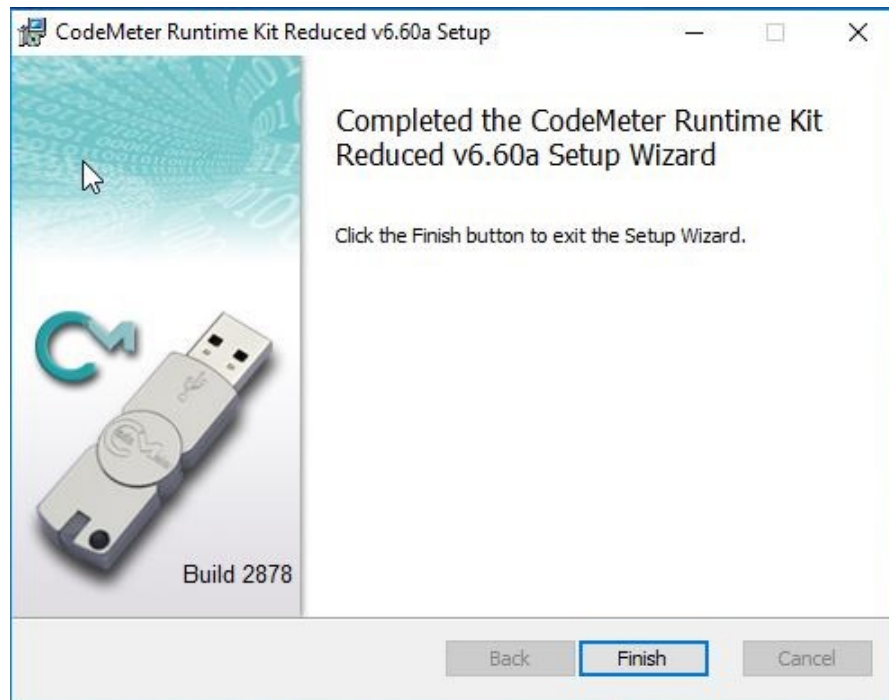 CodeMeter Runtime Kit Reduced v6.60a Setup
Completed the CodeMeter Runtime Kit
Reduced v6.60a Setup Wizard
Click the Finish button to exit the Setup Wizard.
Build 2878
Back
Finish
Cancel